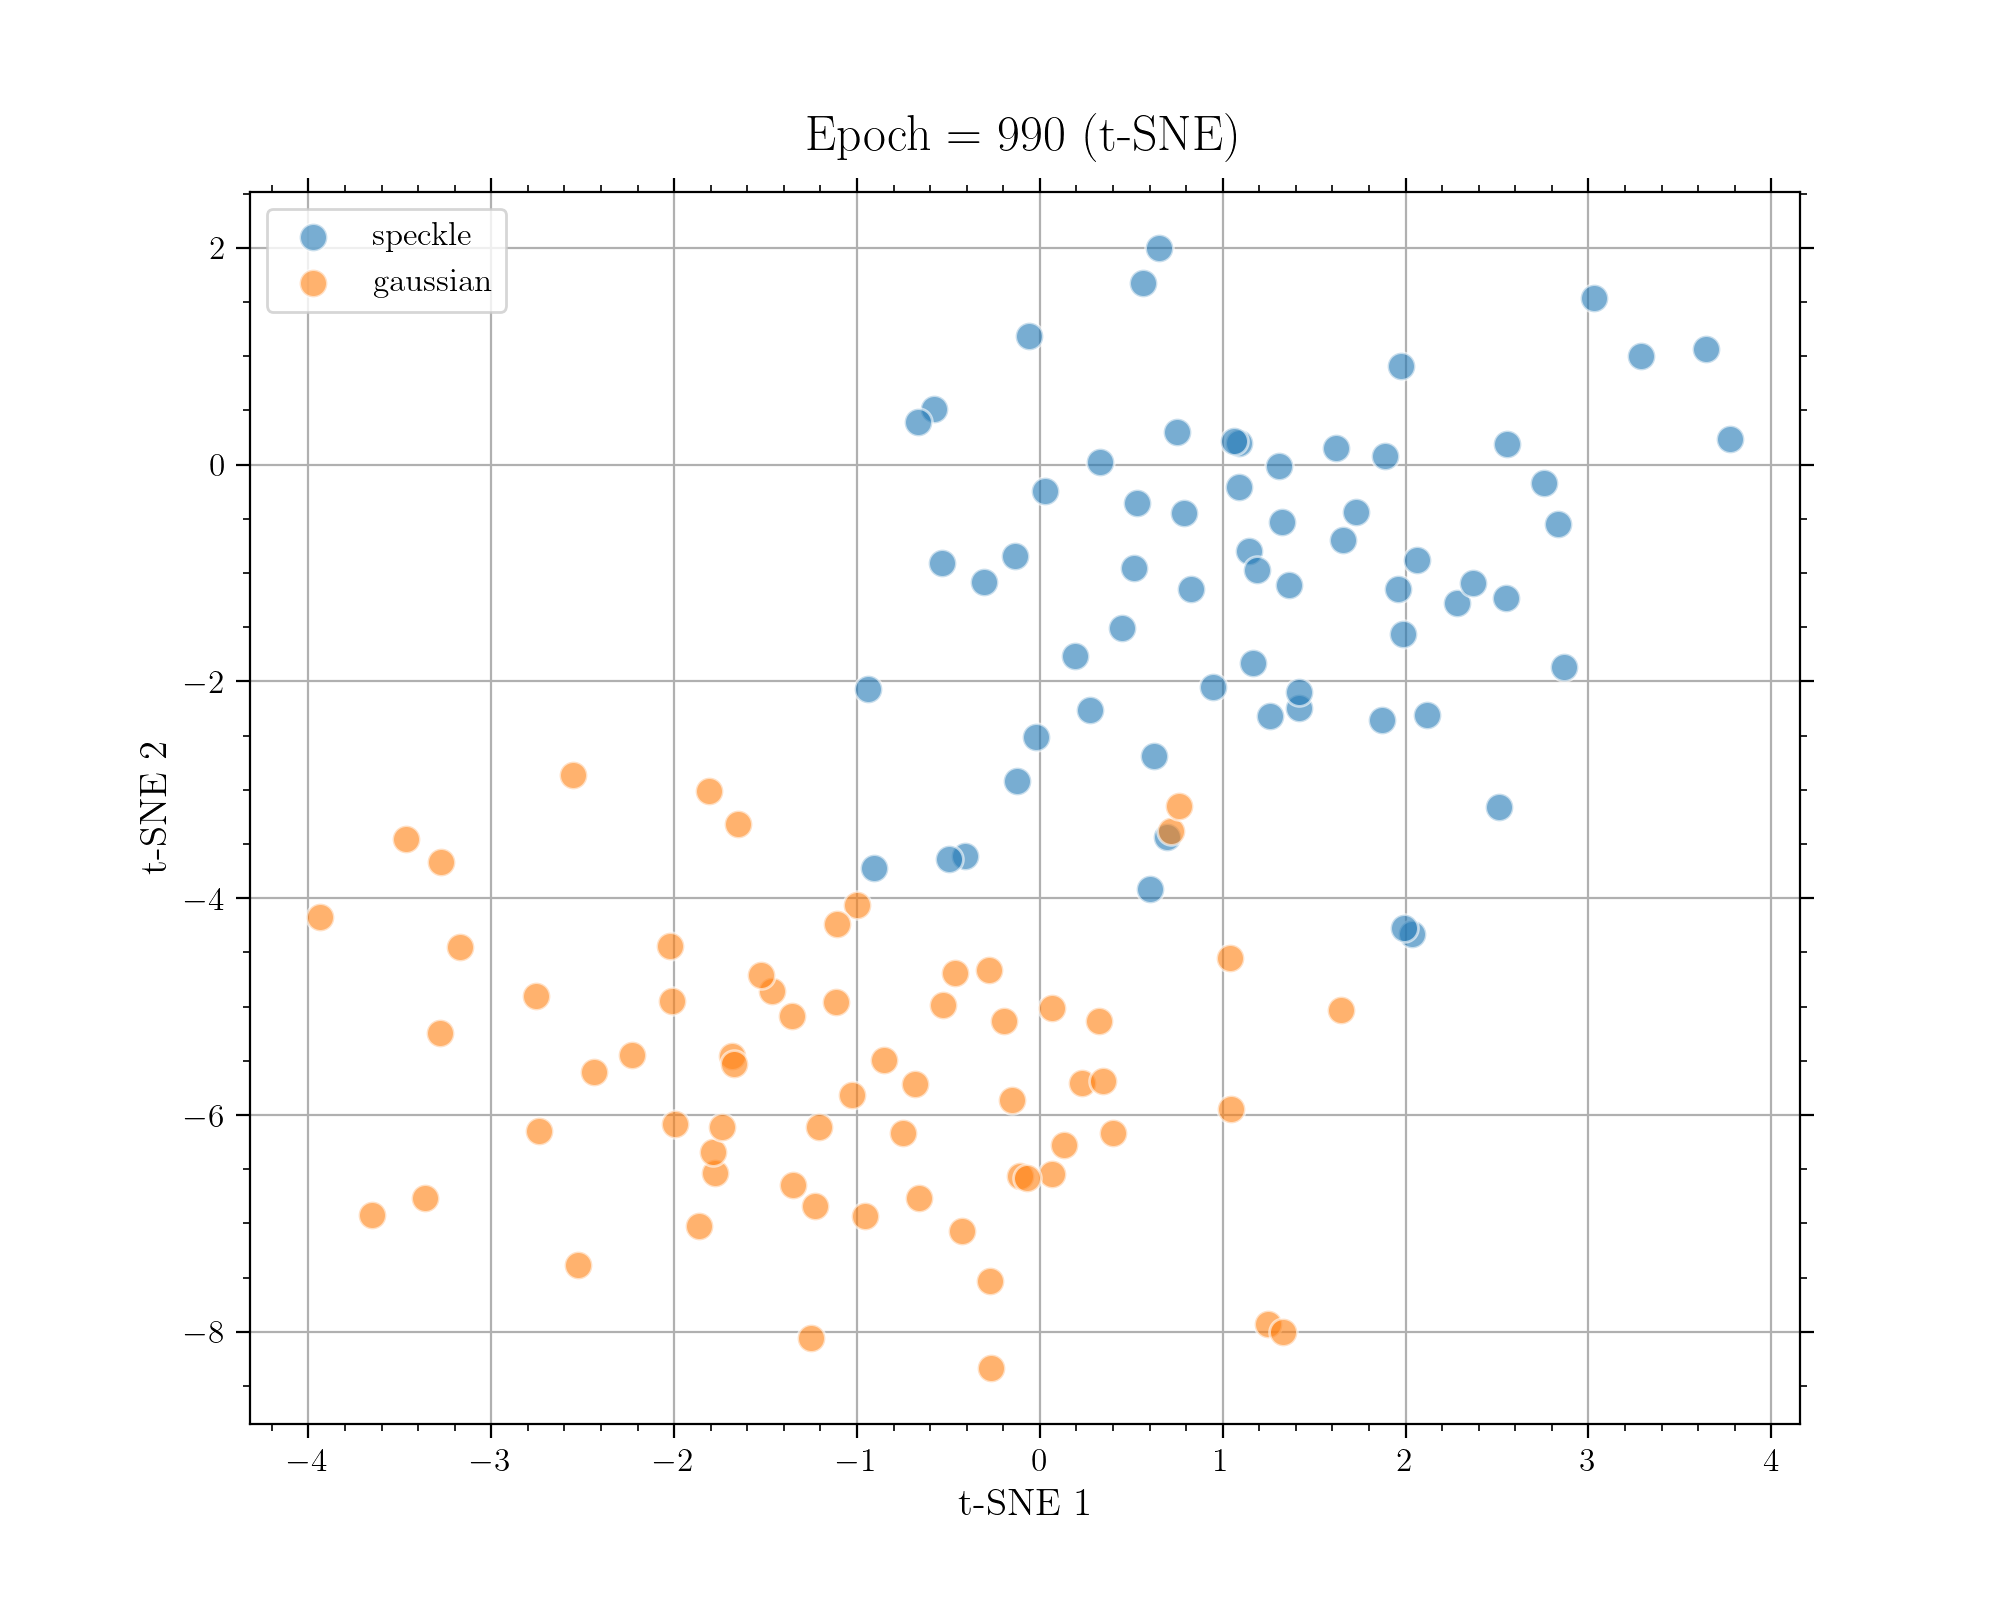 Epoch = 990 (t-SNE)
speckle
gaussian
2
0
−2
−4
−6
−8
t-SNE 2
−4 −3 −2 −1 0 1 2 3 4
t-SNE 1